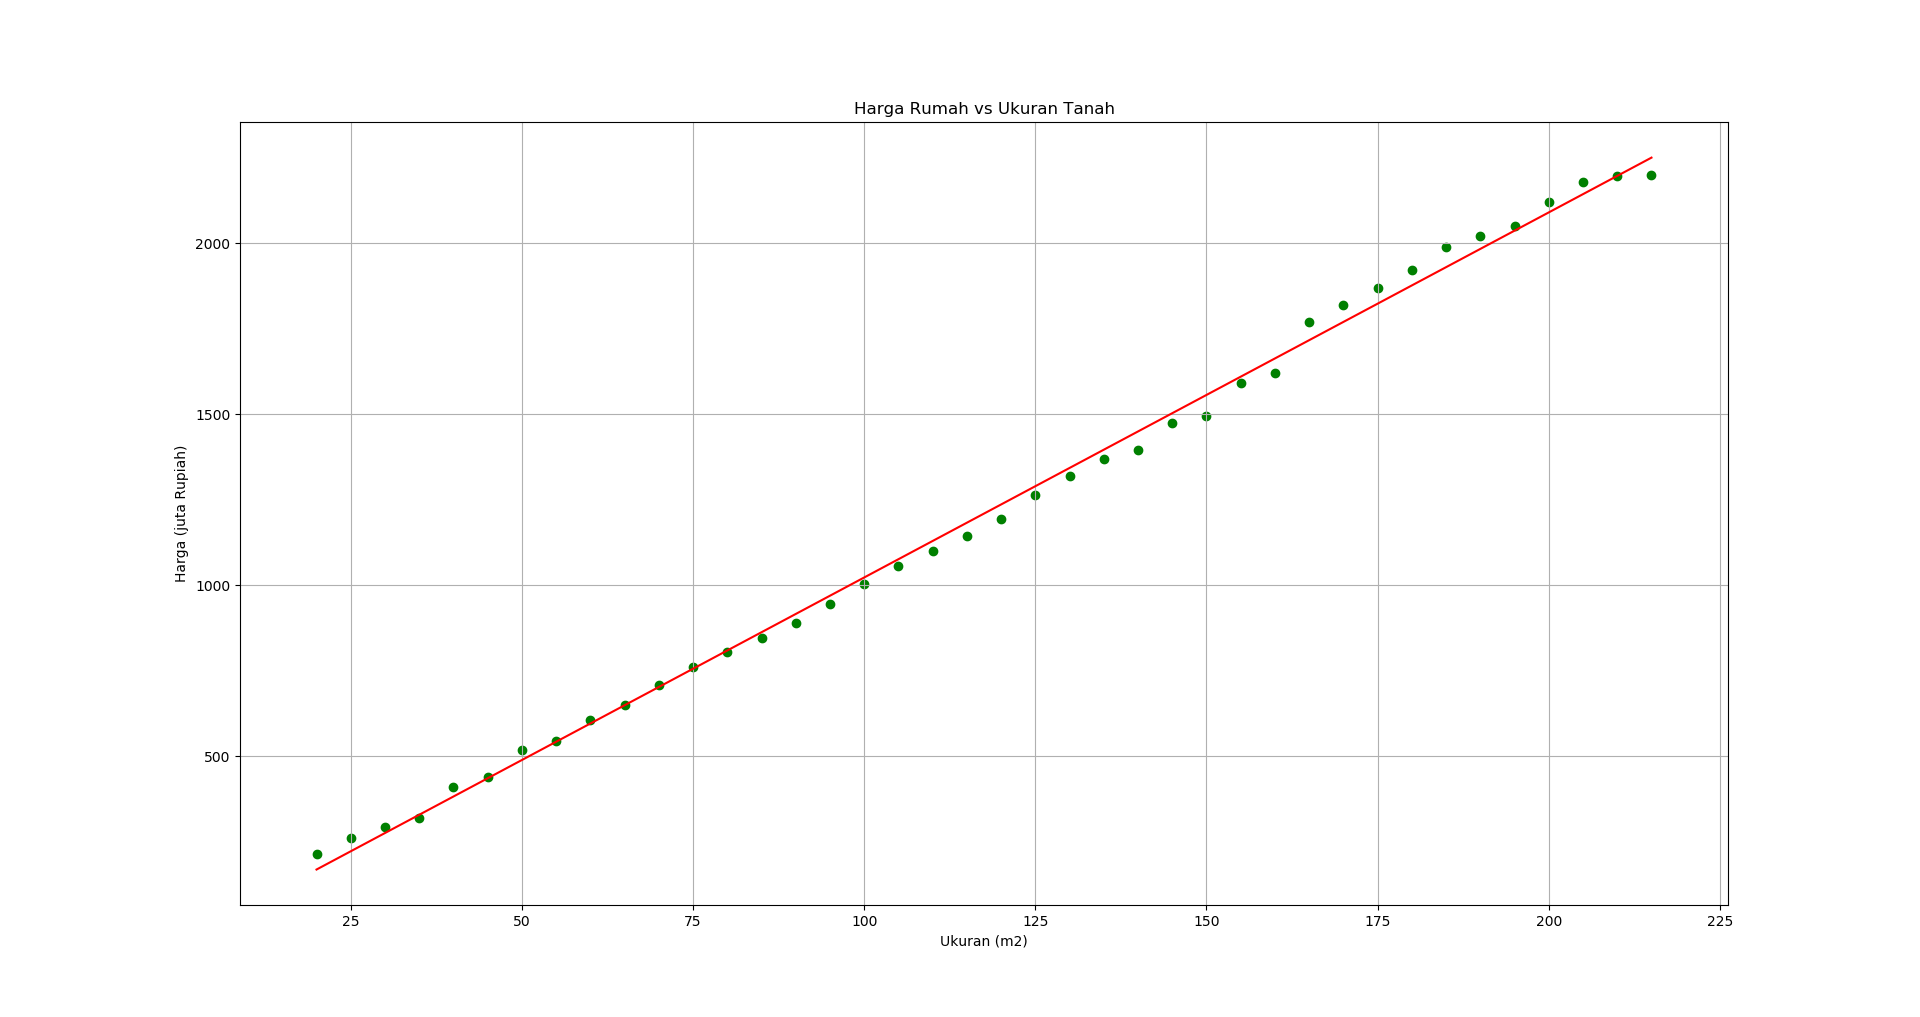 Harga Rumah vs Ukuran Tanah
2000
1500
1000
500
Harga (juta Rupiah)
25 50 75 100 125 150 175 200 225
Ukuran (m2)